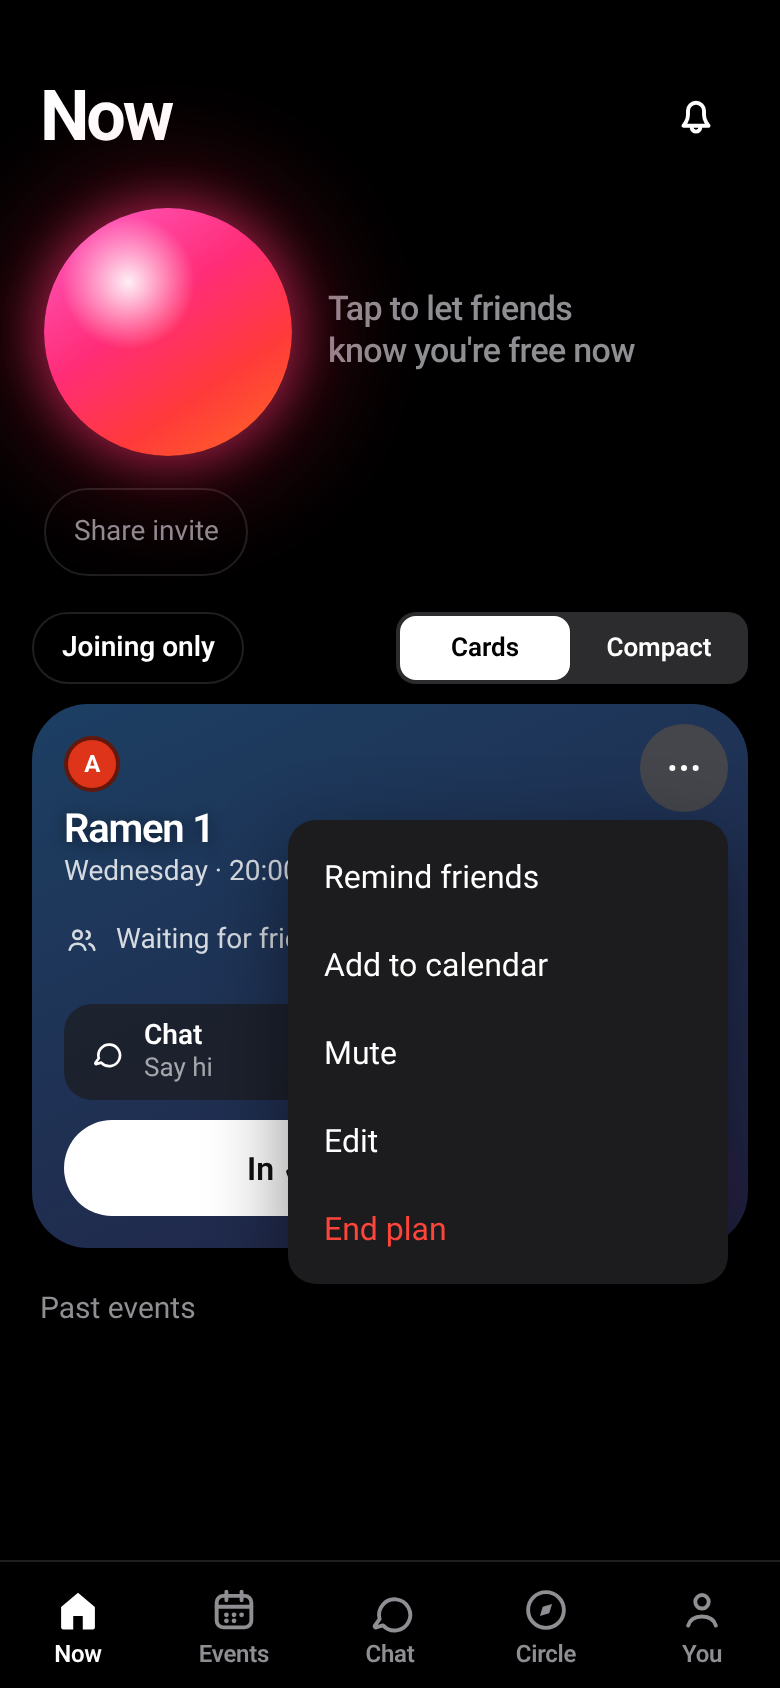 Now
Tap to let friends
know you're free now
Share invite
Joining only
Cards
Compact
A
Ramen 1
Wednesday · 20:00
Waiting for
Chat
Say hi
In
Remind friends
Add to calendar
Mute
Edit
End plan
Past events
Now
Events
Chat
Circle
You